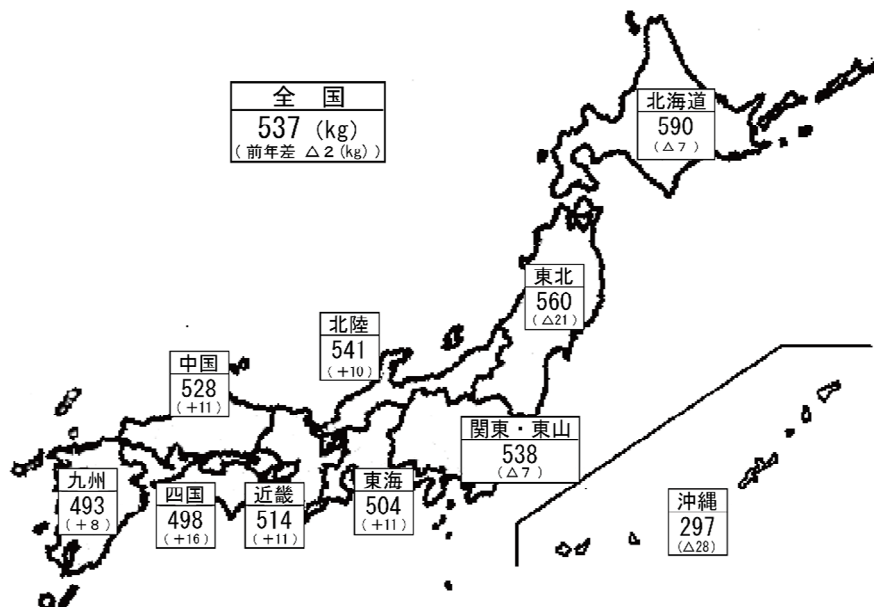 全 国
537 (kg)
( 前年差 △2 (kg) )
北海道
590
(△7)
東北
560
(△21)
北陸
541
(+10)
中国
528
(+11)
関東・東山
538
(△7)
九州
493
(+8)
四国
498
(+16)
近畿
514
(+11)
東海
504
(+11)
沖縄
297
(△28)